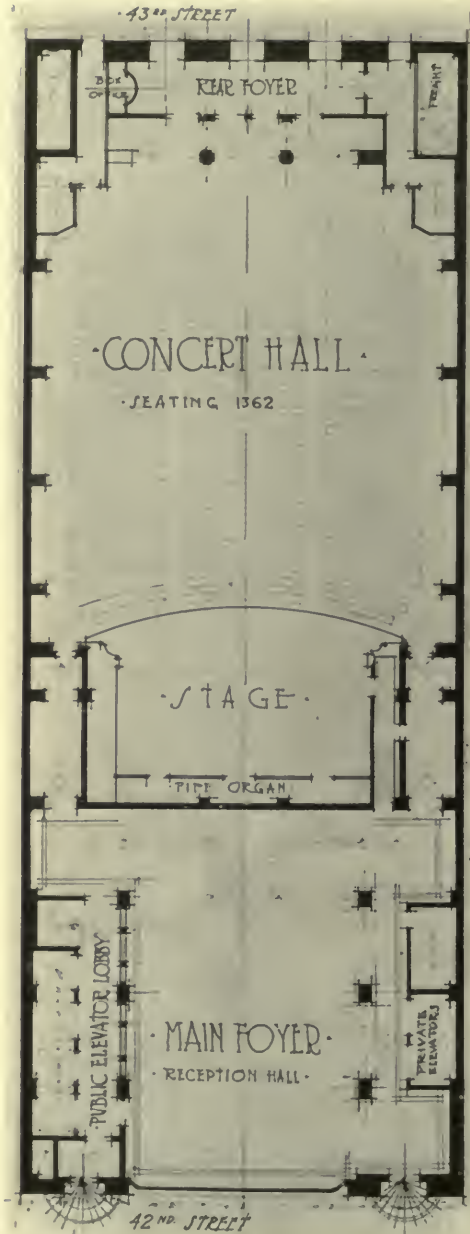 ·43RD STREET
BOX
OFFICE
REAR FOYER
FREIGHT
·CONCERT HALL·
·SEATING 1362
·STAGE·
·PIPE ORGAN
·PUBLIC ELEVATOR LOBBY
·MAIN FOYER·
·RECEPTION HALL·
PRIVATE
ELEVATORS
42ND STREET